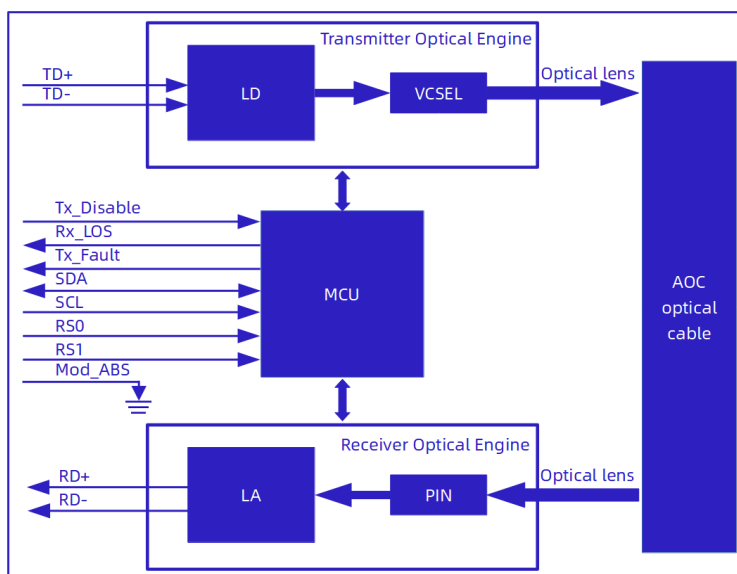 Transmitter Optical Engine
TD+
TD-
LD
VCSEL
Optical lens
Tx_Disable
Rx_LOS
Tx_Fault
SDA
SCL
RS0
RS1
Mod_ABS
MCU
AOC
optical
cable
Receiver Optical Engine
RD+
RD-
LA
PIN
Optical lens